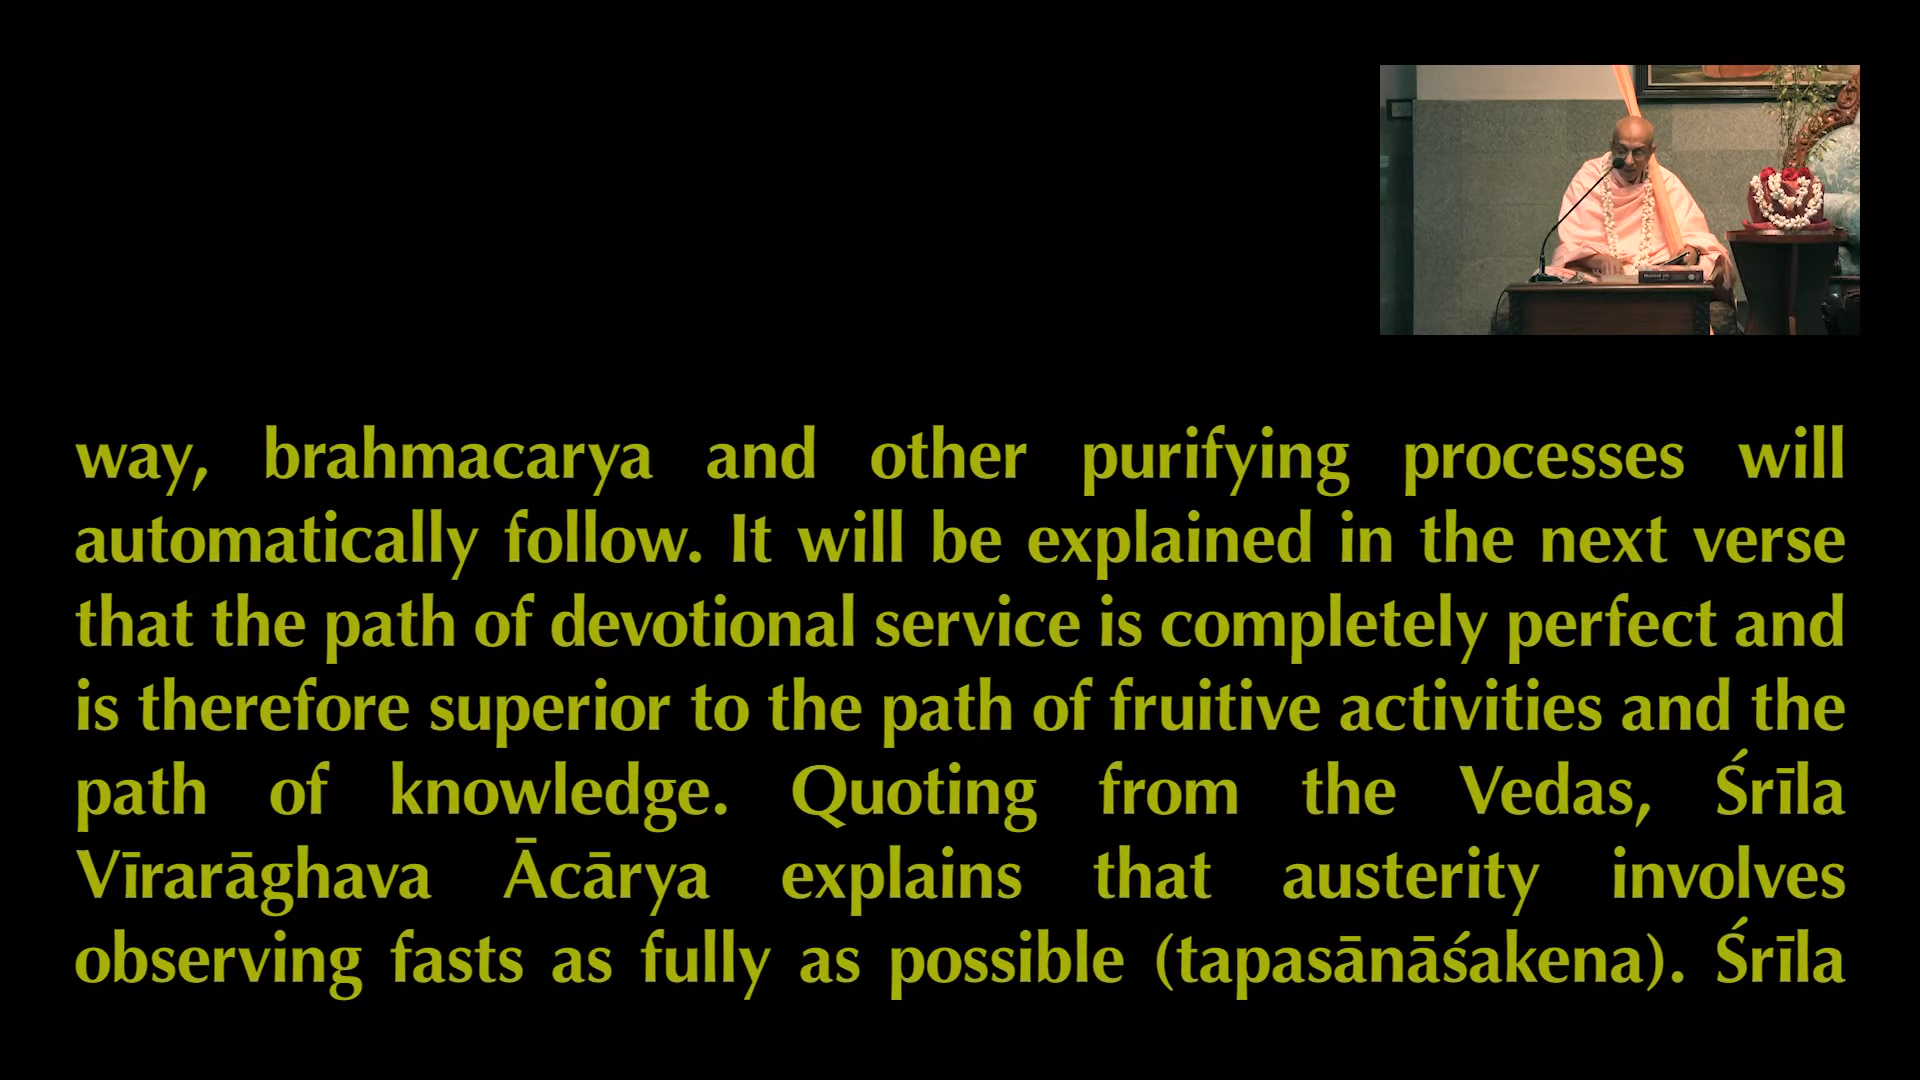 way, brahmacarya and other purifying processes will
automatically follow. It will be explained in the next verse
that the path of devotional service is completely perfect and
is therefore superior to the path of fruitive activities and the
path of knowledge. Quoting from the Vedas, Śrīla
Vīrarāghava Ācārya explains that austerity involves
observing fasts as fully as possible (tapasānāśakena). Śrīla